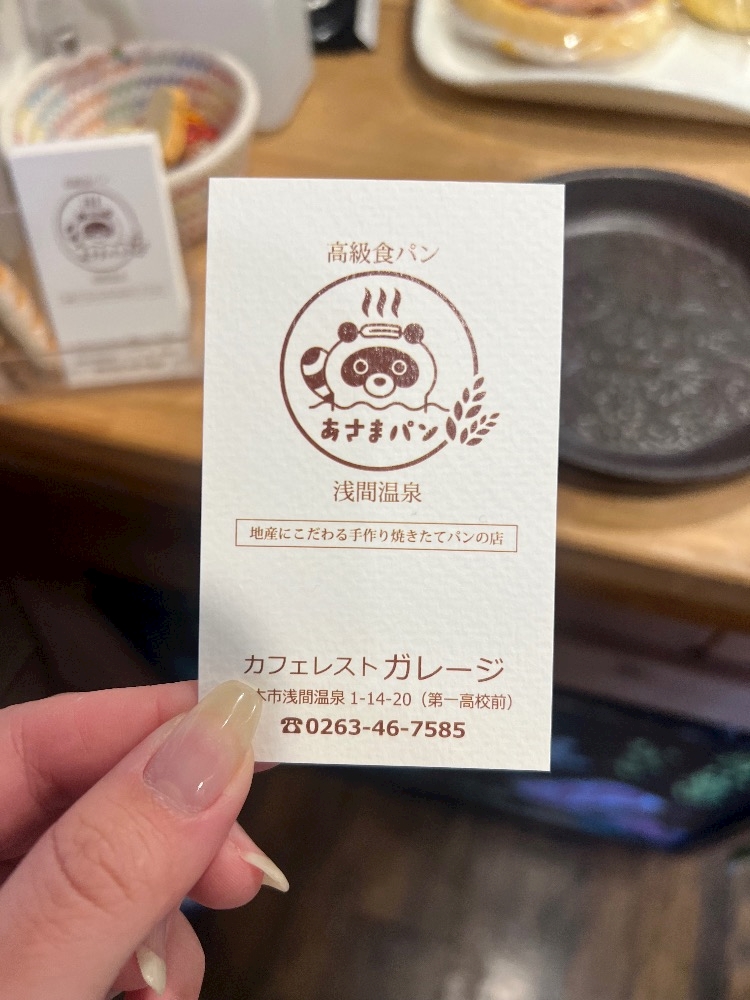 高級食パン
あさまパン
浅間温泉
地産にこだわる手作り焼きたてパンの店
カフェレスト ガレージ
本市浅間温泉 1-14-20（第一高校前）
☎0263-46-7585